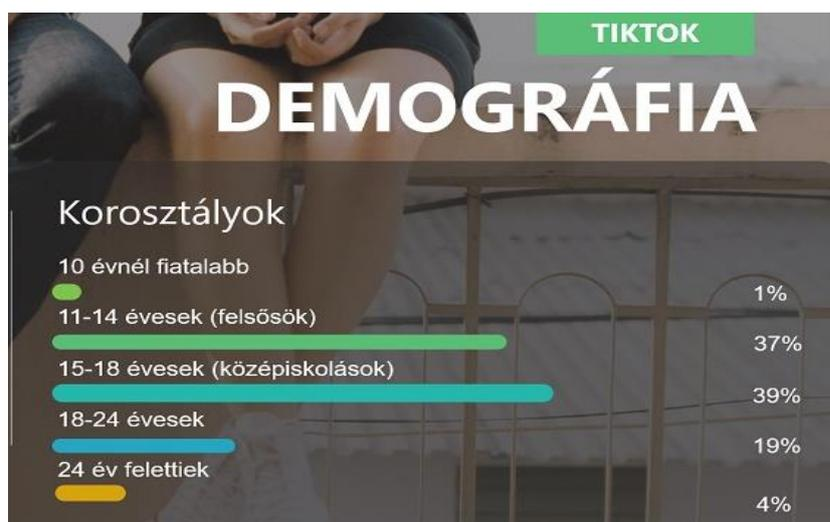 TIKTOK
DEMOGRÁFIA
Korosztályok
10 évnél fiatalabb
1%
11-14 évesek (felsősök)
37%
15-18 évesek (középiskolások)
39%
18-24 évesek
19%
24 év felettiek
4%